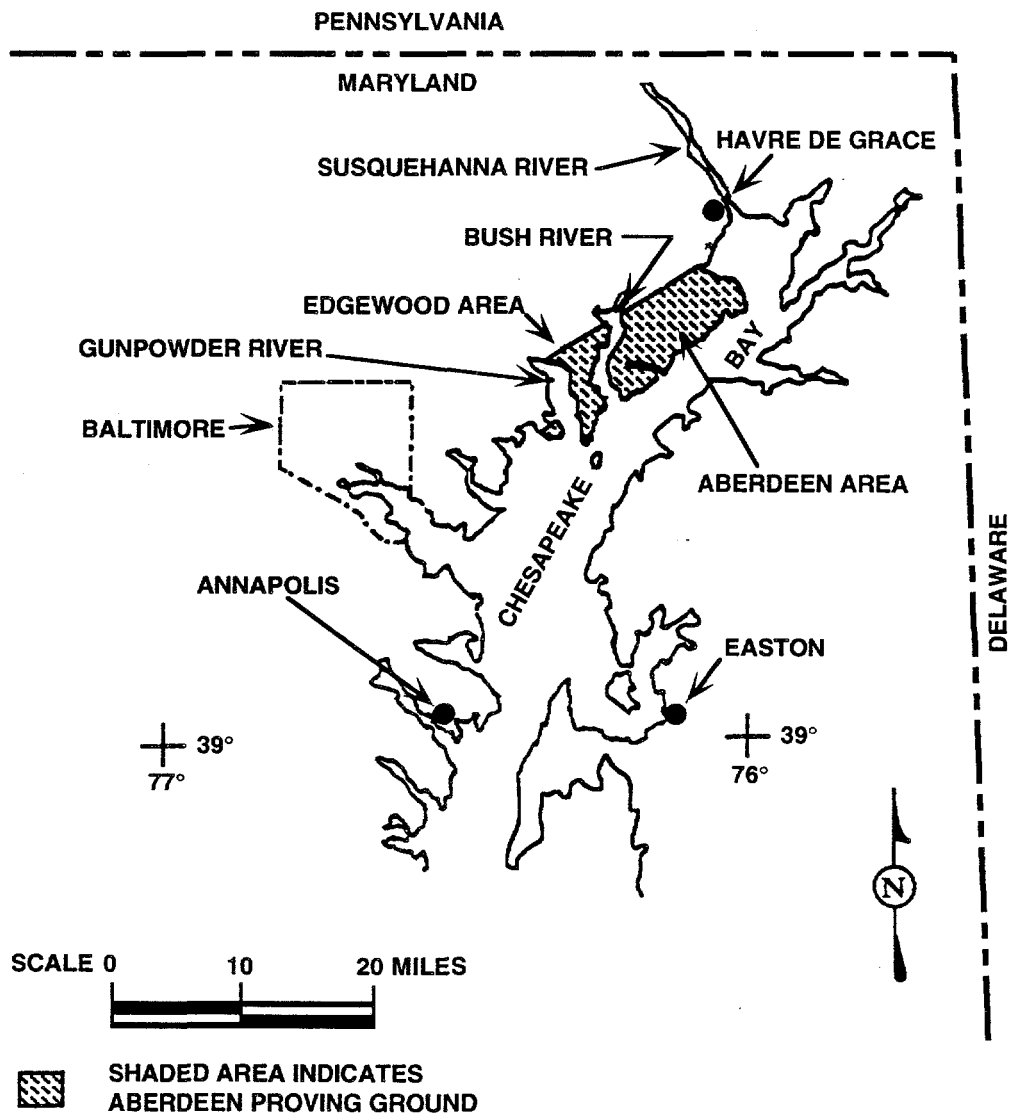 PENNSYLVANIA
MARYLAND
HAVRE DE GRACE
SUSQUEHANNA RIVER
BUSH RIVER
EDGEWOOD AREA
GUNPOWDER RIVER
BAY
BALTIMORE
ABERDEEN AREA
CHESAPEAKE
DELAWARE
ANNAPOLIS
EASTON
39°
77°
39°
76°
N
SCALE 0 10 20 MILES
SHADED AREA INDICATES
ABERDEEN PROVING GROUND